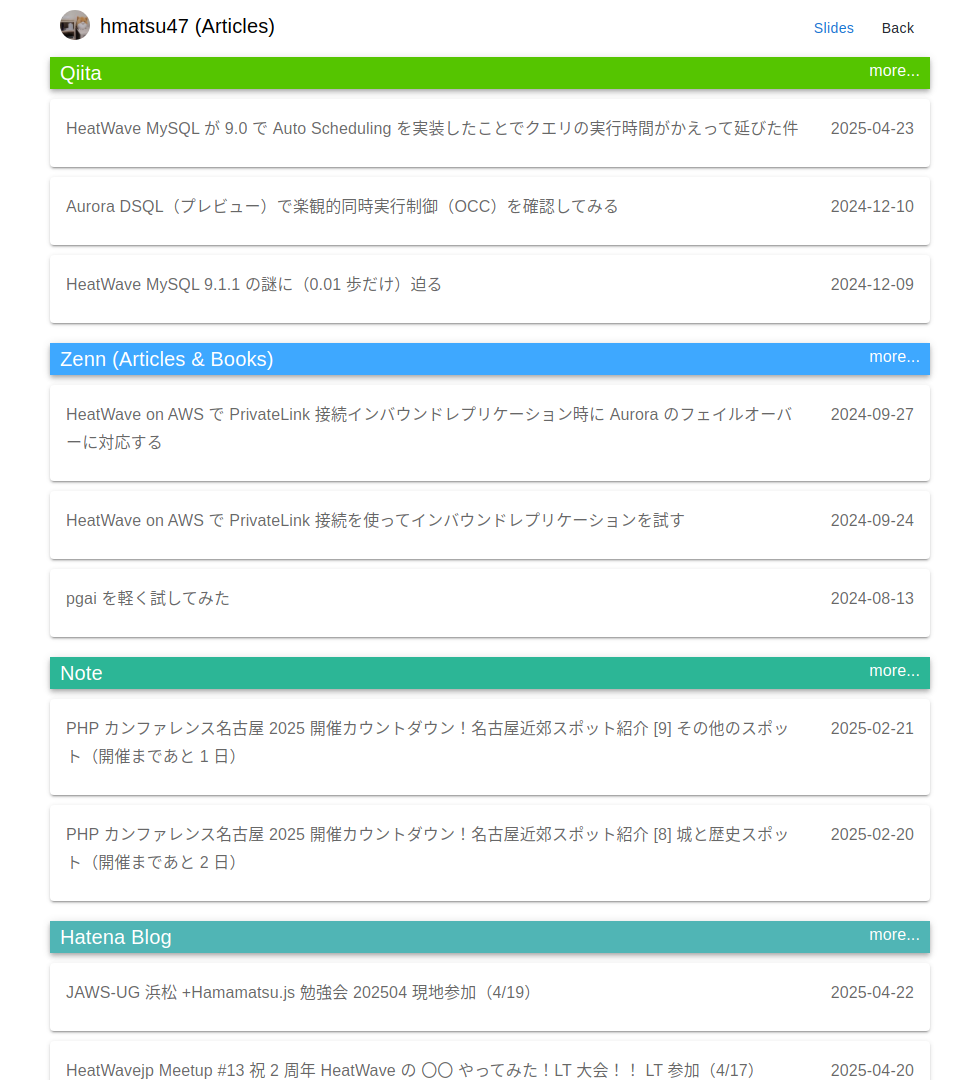 hmatsu47 (Articles)
Slides
Back
Qiita
more...
HeatWave MySQL が 9.0 で Auto Scheduling を実装したことでクエリの実行時間がかえって延びた件
2025-04-23
Aurora DSQL（プレビュー）で楽観的同時実行制御（OCC）を確認してみる
2024-12-10
HeatWave MySQL 9.1.1 の謎に（0.01 歩だけ）迫る
2024-12-09
Zenn (Articles & Books)
more...
HeatWave on AWS で PrivateLink 接続インバウンドレプリケーション時に Aurora のフェイルオーバ
ーに対応する
2024-09-27
HeatWave on AWS で PrivateLink 接続を使ってインバウンドレプリケーションを試す
2024-09-24
pgai を軽く試してみた
2024-08-13
Note
more...
PHP カンファレンス名古屋 2025 開催カウントダウン！名古屋近郊スポット紹介 [9] その他のスポッ
ト（開催まであと 1 日）
2025-02-21
PHP カンファレンス名古屋 2025 開催カウントダウン！名古屋近郊スポット紹介 [8] 城と歴史スポッ
ト（開催まであと 2 日）
2025-02-20
Hatena Blog
more...
JAWS-UG 浜松 +Hamamatsu.js 勉強会 202504 現地参加（4/19）
2025-04-22
HeatWavejp Meetup #13 祝 2 周年 HeatWave の 〇〇 やってみた！LT 大会！！ LT 参加（4/17）
2025-04-20